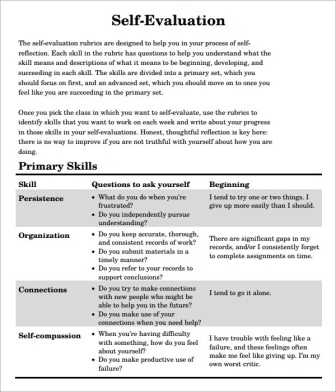 Self-Evaluation
The self-evaluation rubrics are designed to help you in your process of self-
reflection. Each skill in the rubric has questions to help you understand what the
skill means and descriptions of what it means to be beginning, developing, and
succeeding in each skill. The skills are divided into a primary set, which you
should focus on first, and an advanced set, which you should move on to once you
feel like you are succeeding in the primary set.
Once you pick the class in which you want to self-evaluate, use the rubrics to
identify skills that you want to work on each week and write about your progress
in those skills in your self-evaluations. Honest, thoughtful reflection is key here:
there is no way to improve if you are not truthful with yourself about how you are
doing.
Primary Skills
Skill Questions to ask yourself Beginning
Persistence
• What do you do when you're
frustrated?
• Do you independently pursue
understanding?
I tend to try one or two things. I
give up more easily than I should.
Organization
• Do you keep accurate, thorough,
and consistent records of work?
• Do you submit materials in a
timely manner?
• Do you refer to your records to
support conclusions?
There are significant gaps in my
records, and/or I consistently forget
to complete assignments on time.
Connections
• Do you try to make connections
with new people who might be
able to help you in the future?
• Do you make use of your
connections when you need help?
I tend to go it alone.
Self-compassion
• When you're having difficulty
with something, how do you feel
about yourself?
• Do you make productive use of
failure?
I have trouble with feeling like a
failure, and these feelings often
make me feel like giving up. I'm my
own worst critic.